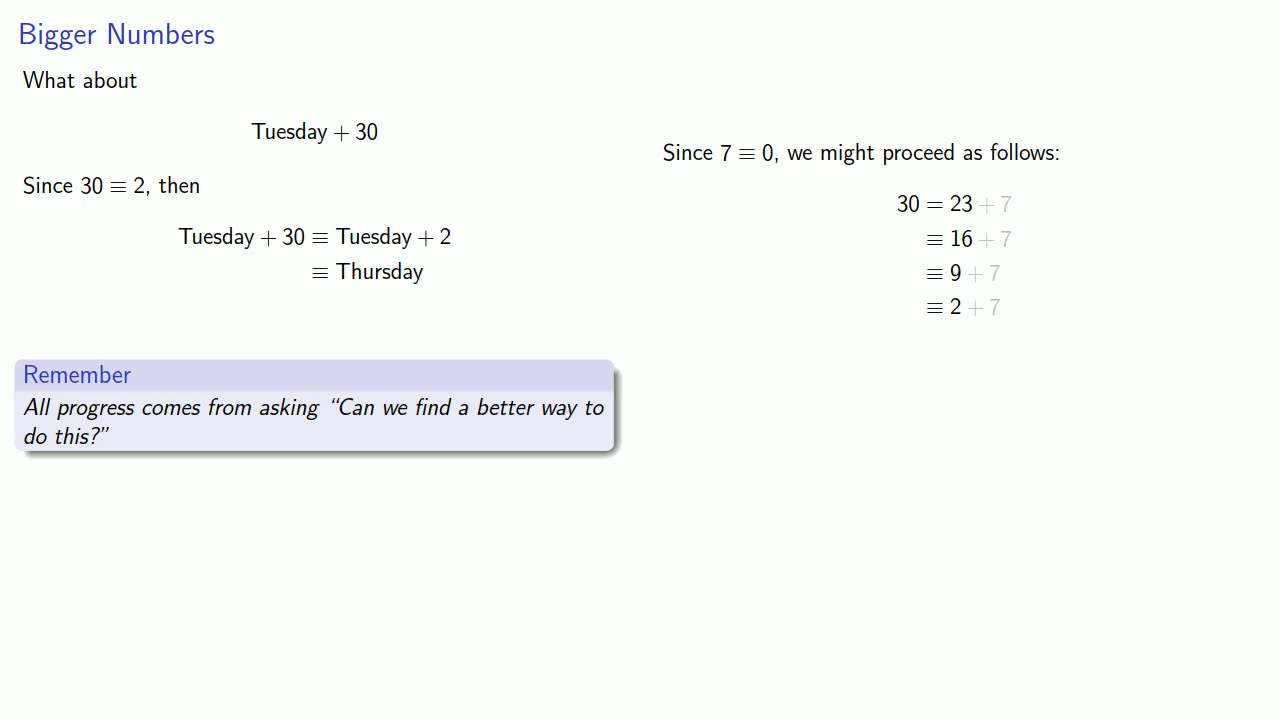 Bigger Numbers
What about
Tuesday + 30
Since 30 ≡ 2, then
Tuesday + 30 ≡ Tuesday + 2
≡ Thursday
Remember
All progress comes from asking “Can we find a better way to
do this?”
Since 7 ≡ 0, we might proceed as follows:
30 = 23 + 7
≡ 16 + 7
≡ 9 + 7
≡ 2 + 7